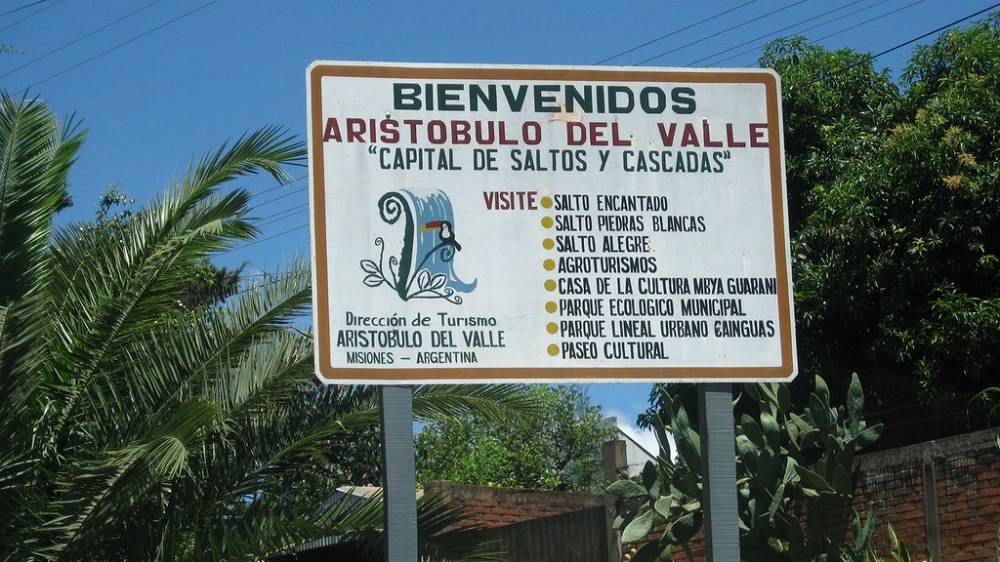 BIENVENIDOS
ARISTOBULO DEL VALLE
"CAPITAL DE SALTOS Y CASCADAS"
VISITE
SALTO ENCANTADO
SALTO PIEDRAS BLANCAS
SALTO ALEGRE
AGROTURISMOS
CASA DE LA CULTURA MBYA GUARANI
PARQUE ECOLOGICO MUNICIPAL
PARQUE LINEAL URBANO CAINGUAS
PASEO CULTURAL
Dirección de Turismo
ARISTOBULO DEL VALLE
MISIONES – ARGENTINA